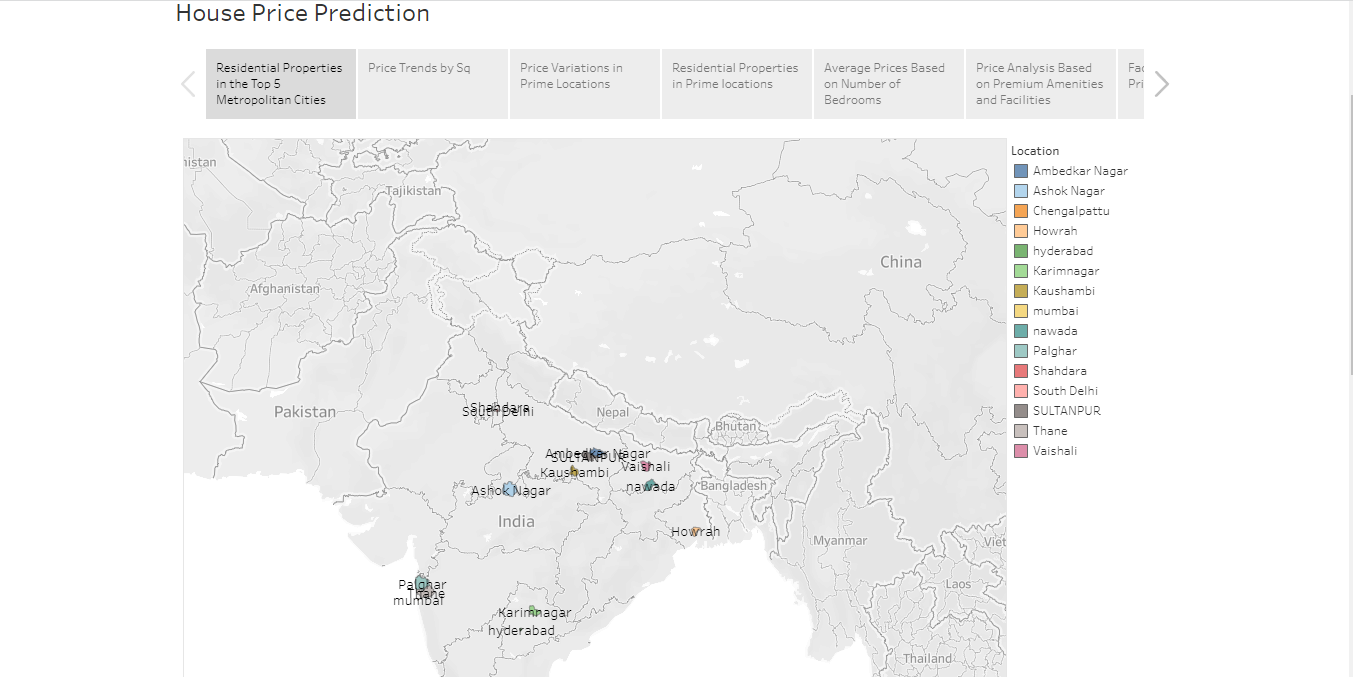 House Price Prediction
Residential Properties
in the Top 5
Metropolitan Cities
Price Trends by Sq
Price Variations in
Prime Locations
Residential Properties
in Prime locations
Average Prices Based
on Number of
Bedrooms
Price Analysis Based
on Premium Amenities
and Facilities
Fac
Pri
nistan
Tajikistan
China
Afghanistan
Pakistan
Shahdara
South Delhi
Nepal
Bhutan
Ambedkar Nagar
SULTANPUR
Vaishali
Kaushambi
nawada
Bangladesh
Ashok Nagar
India
Howrah
Myanmar
Viet
Laos
Palghar
Thane
mumbai
Karimnagar
hyderabad
Thailand
Location
Ambedkar Nagar
Ashok Nagar
Chengalpattu
Howrah
hyderabad
Karimnagar
Kaushambi
mumbai
nawada
Palghar
Shahdara
South Delhi
SULTANPUR
Thane
Vaishali